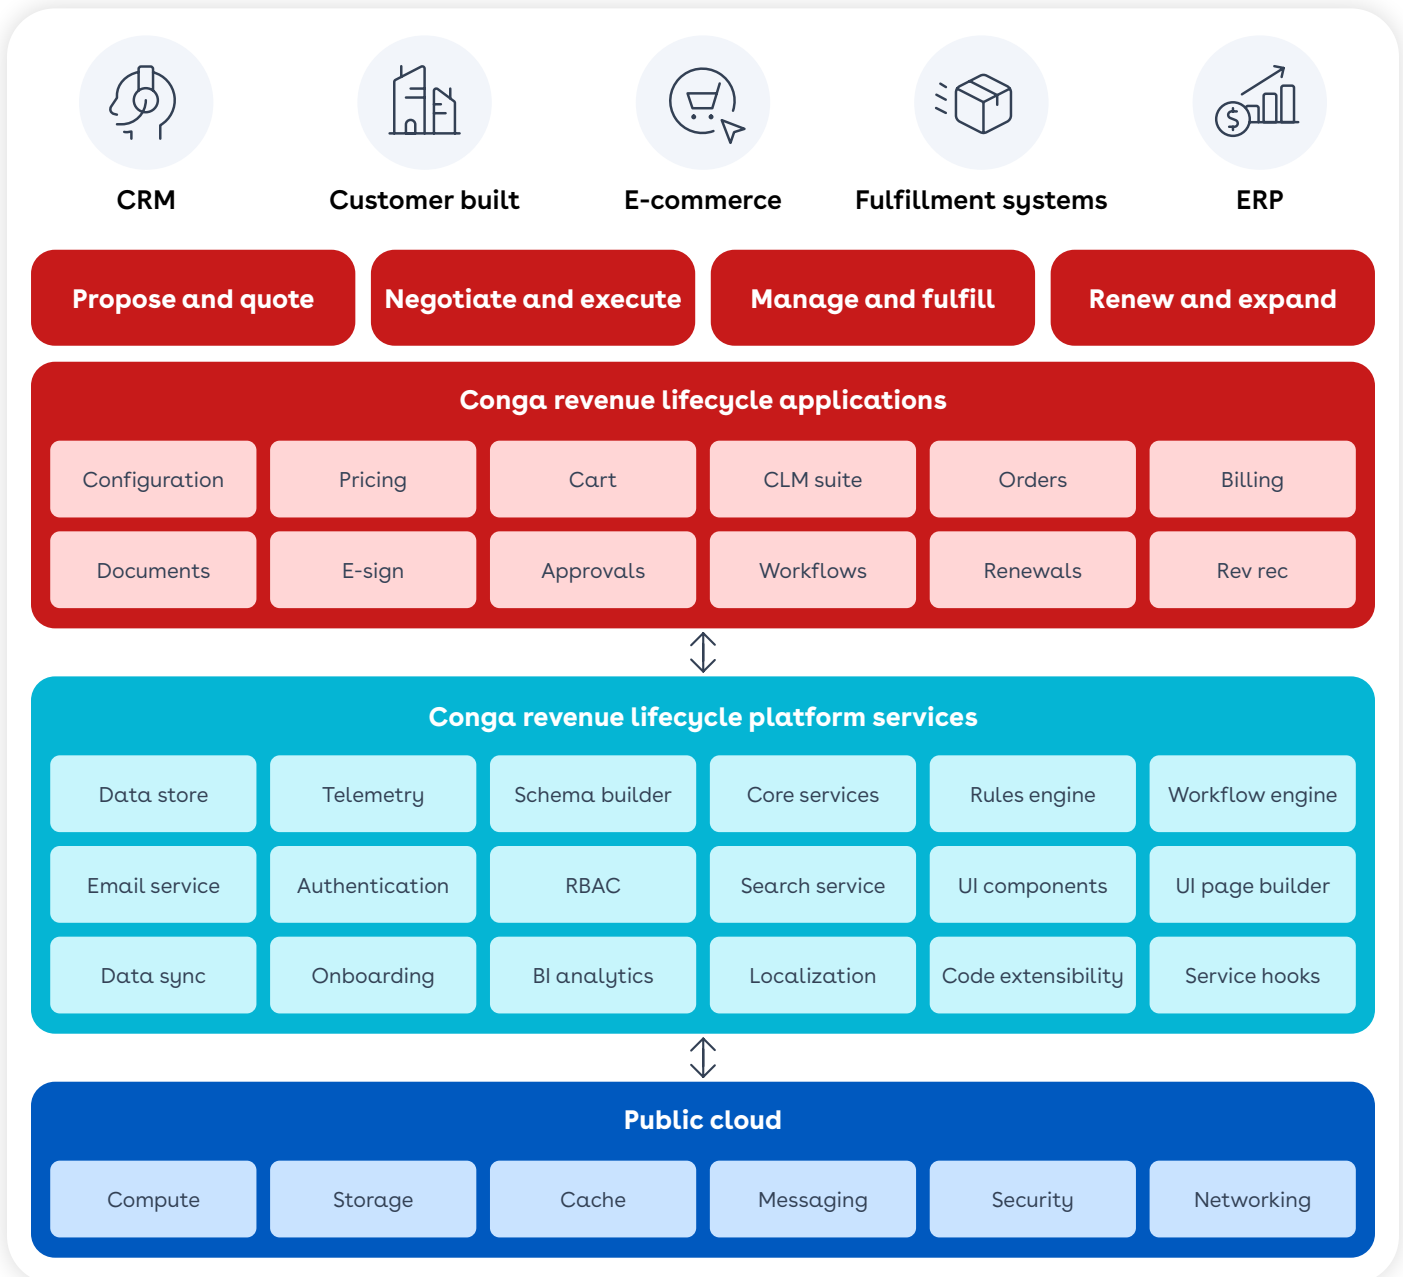 CRM
Customer built
E-commerce
Fulfillment systems
ERP
Propose and quote
Negotiate and execute
Manage and fulfill
Renew and expand
Conga revenue lifecycle applications
Configuration
Pricing
Cart
CLM suite
Orders
Billing
Documents
E-sign
Approvals
Workflows
Renewals
Rev rec
Conga revenue lifecycle platform services
Data store
Telemetry
Schema builder
Core services
Rules engine
Workflow engine
Email service
Authentication
RBAC
Search service
UI components
UI page builder
Data sync
Onboarding
BI analytics
Localization
Code extensibility
Service hooks
Public cloud
Compute
Storage
Cache
Messaging
Security
Networking